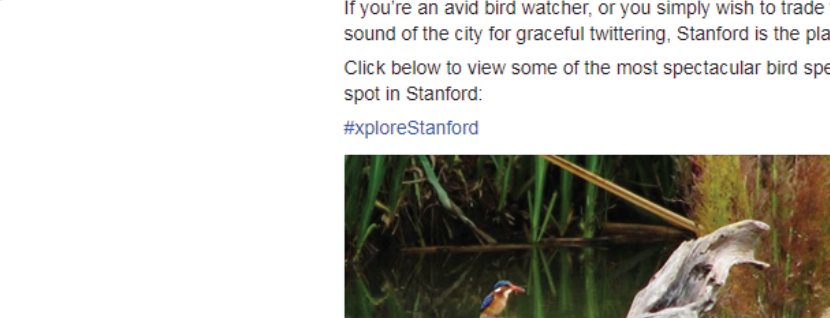 If you're an avid bird watcher, or you simply wish to trade
sound of the city for graceful twittering, Stanford is the pla
Click below to view some of the most spectacular bird spe
spot in Stanford:
#xploreStanford